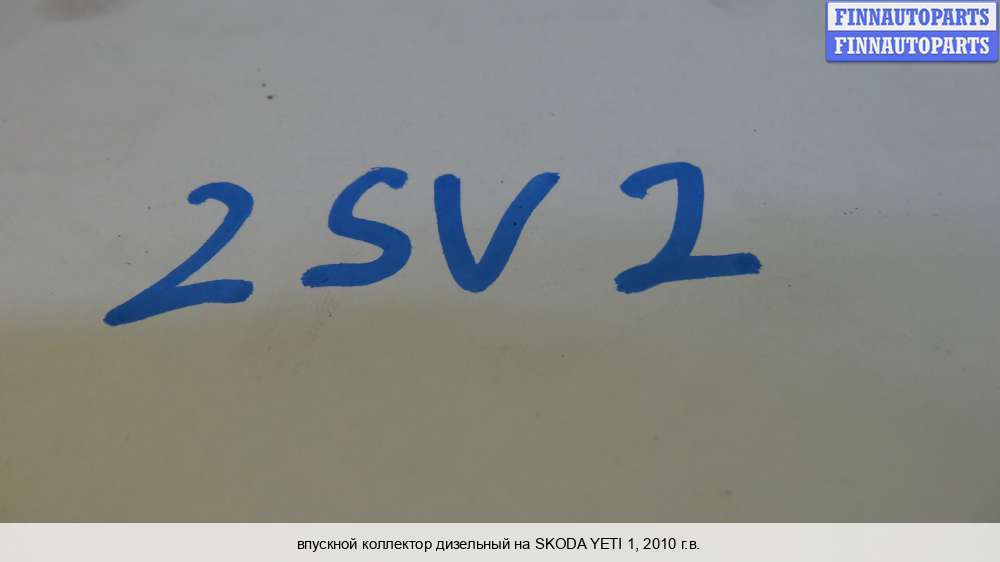 FINNAUTOPARTS
FINNAUTOPARTS
2SV2
впускной коллектор дизельный на SKODA YETI 1, 2010 г.в.